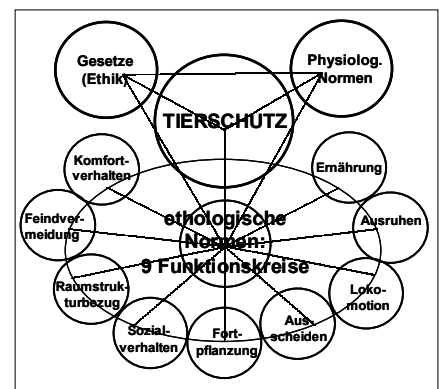 Gesetze
(Ethik)
Physiolog.
Normen
TIERSCHUTZ
Komfort-
verhalten
Ernährung
Feindver-
meidung
ethologische
Normen:
9 Funktionskreise
Ausruhen
Raumstruk-
turbezug
Loko-
motion
Sozial-
verhalten
Fort-
pflanzung
Aus-
scheiden